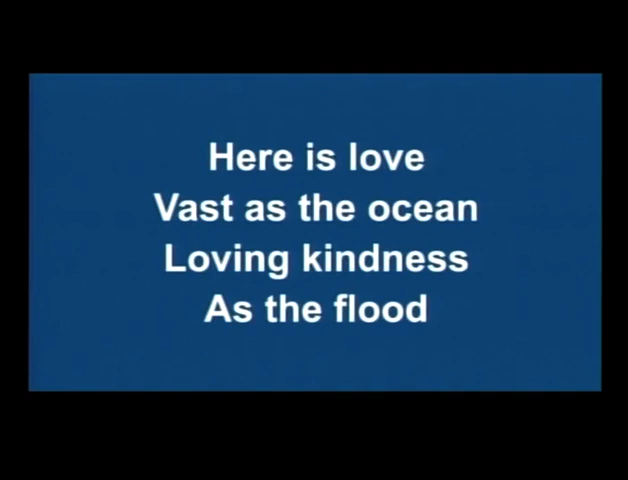 Here is love
Vast as the ocean
Loving kindness
As the flood